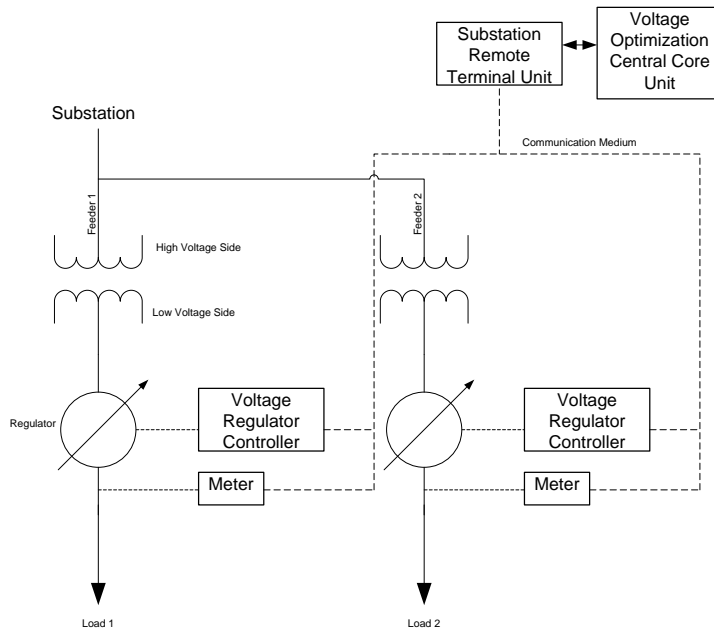 Substation
Remote
Terminal Unit
Voltage
Optimization
Central Core
Unit
Substation
Communication Medium
Feeder 1
Feeder 2
High Voltage Side
Low Voltage Side
Regulator
Voltage
Regulator
Controller
Voltage
Regulator
Controller
Meter
Meter
Load 1
Load 2